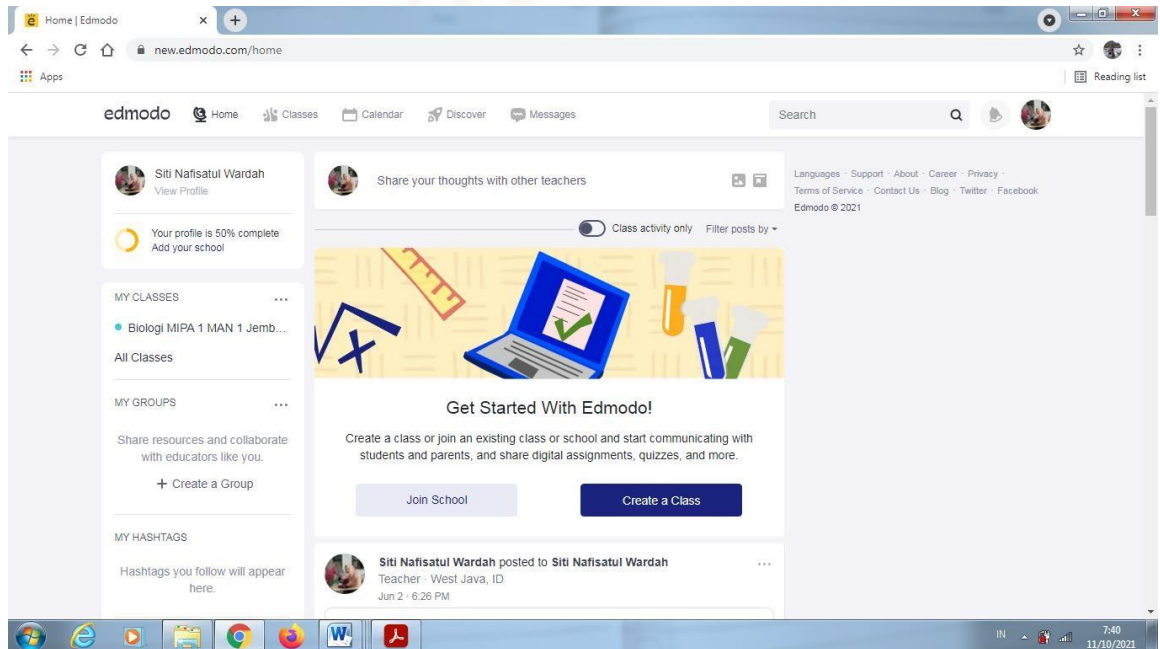 Home | Edmodo
new.edmodo.com/home
Apps
Reading list
edmodo Home Classes Calendar Discover Messages Search
Siti Nafisatul Wardah
View Profile
Your profile is 50% complete
Add your school
MY CLASSES
Biologi MIPA 1 MAN 1 Jemb...
All Classes
MY GROUPS
Share resources and collaborate
with educators like you.
+ Create a Group
MY HASHTAGS
Hashtags you follow will appear
here.
Share your thoughts with other teachers
Class activity only Filter posts by
√x
Get Started With Edmodo!
Create a class or join an existing class or school and start communicating with
students and parents, and share digital assignments, quizzes, and more.
Join School Create a Class
Siti Nafisatul Wardah posted to Siti Nafisatul Wardah
Teacher · West Java, ID
Jun 2 · 6:26 PM
Languages · Support · About · Career · Privacy ·
Terms of Service · Contact Us · Blog · Twitter · Facebook
Edmodo © 2021
IN 7:40
11/10/2021